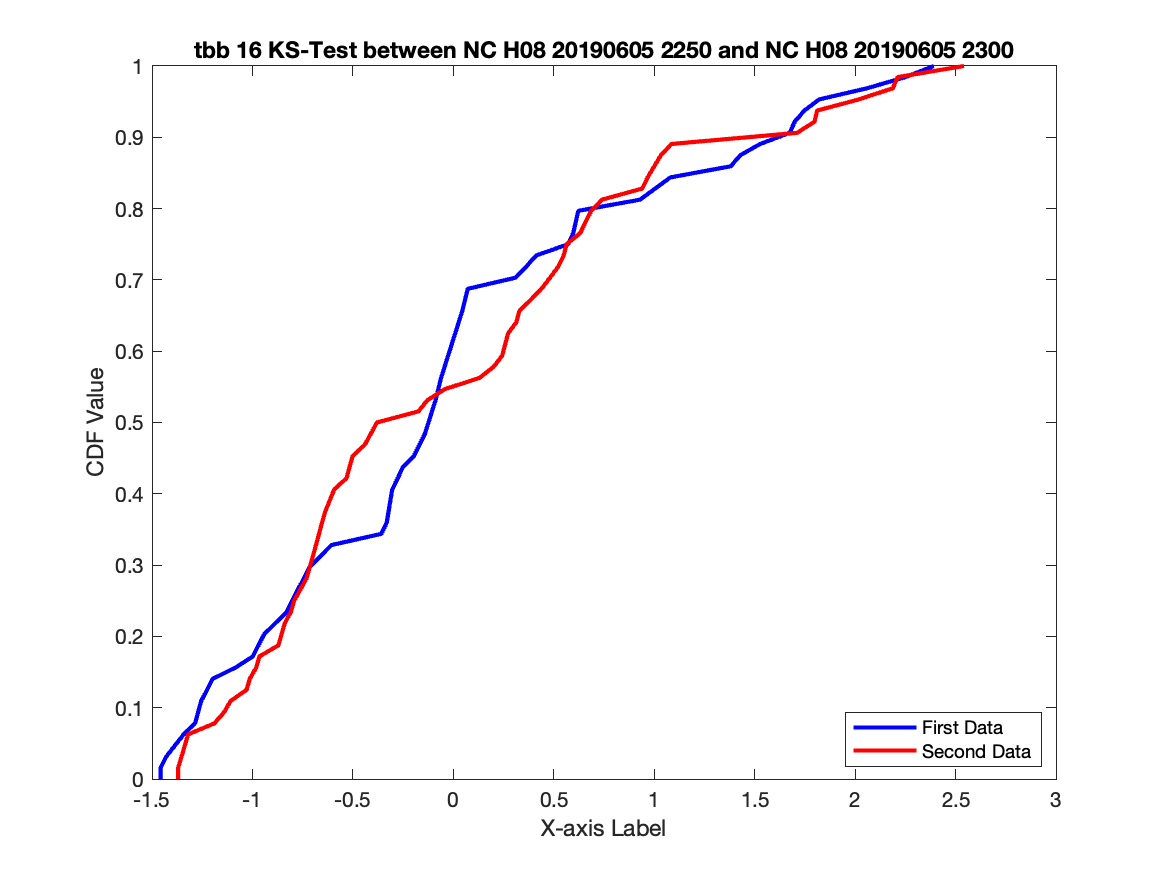 tbb 16 KS-Test between NC H08 20190605 2250 and NC H08 20190605 2300
1
0.9
0.8
0.7
0.6
0.5
0.4
0.3
0.2
0.1
0
CDF Value
First Data
Second Data
-1.5 -1 -0.5 0 0.5 1 1.5 2 2.5 3
X-axis Label